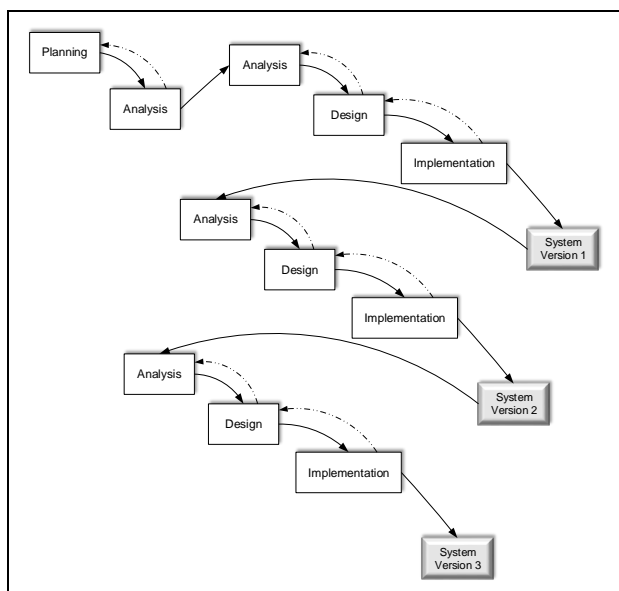 Planning
Analysis
Analysis
Design
Implementation
Analysis
System
Version 1
Design
Implementation
Analysis
System
Version 2
Design
Implementation
System
Version 3